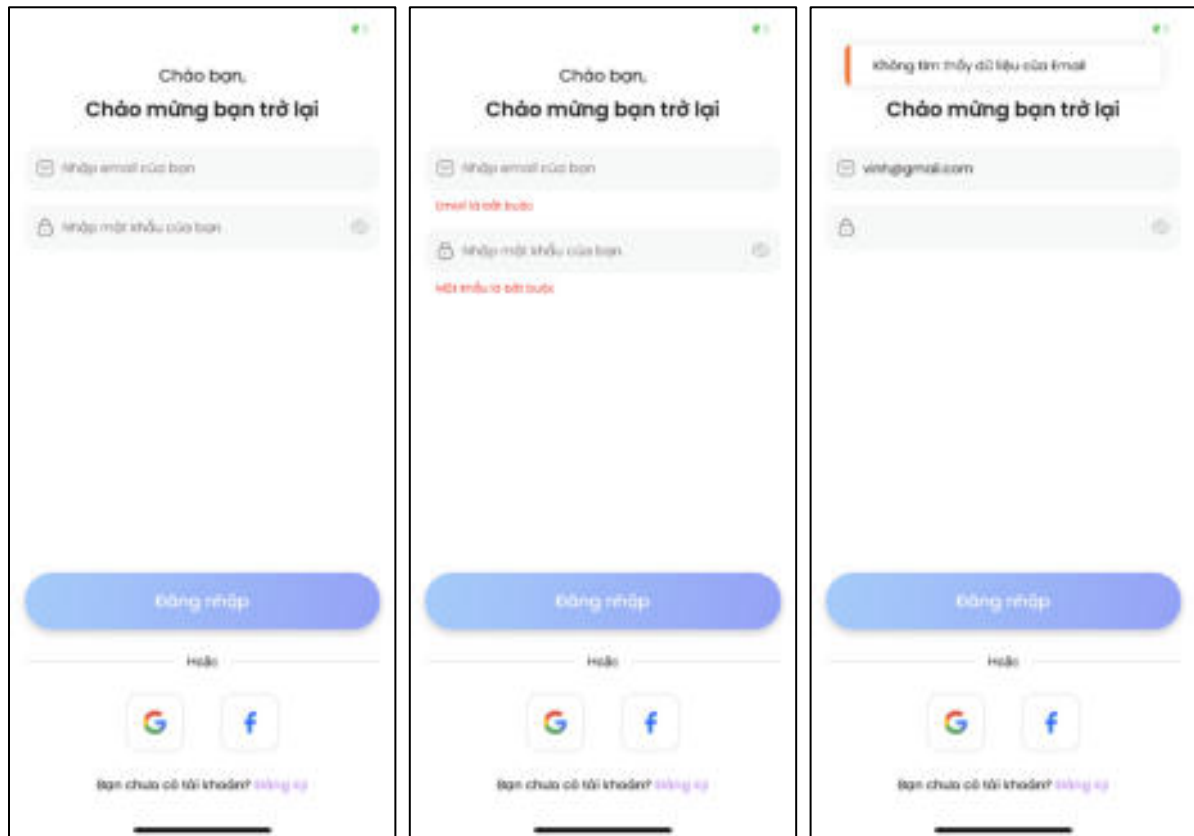 Chào bạn,
Chào mừng bạn trở lại
Nhập email của bạn
Nhập mật khẩu của bạn
Đăng nhập
Hoặc
Bạn chưa có tài khoản? Đăng ký
Chào bạn,
Chào mừng bạn trở lại
Nhập email của bạn
Email là bắt buộc
Nhập mật khẩu của bạn
Mật khẩu là bắt buộc
Đăng nhập
Hoặc
Bạn chưa có tài khoản? Đăng ký
Không tìm thấy dữ liệu của Email
Chào mừng bạn trở lại
vinh@gmail.com
Đăng nhập
Hoặc
Bạn chưa có tài khoản? Đăng ký